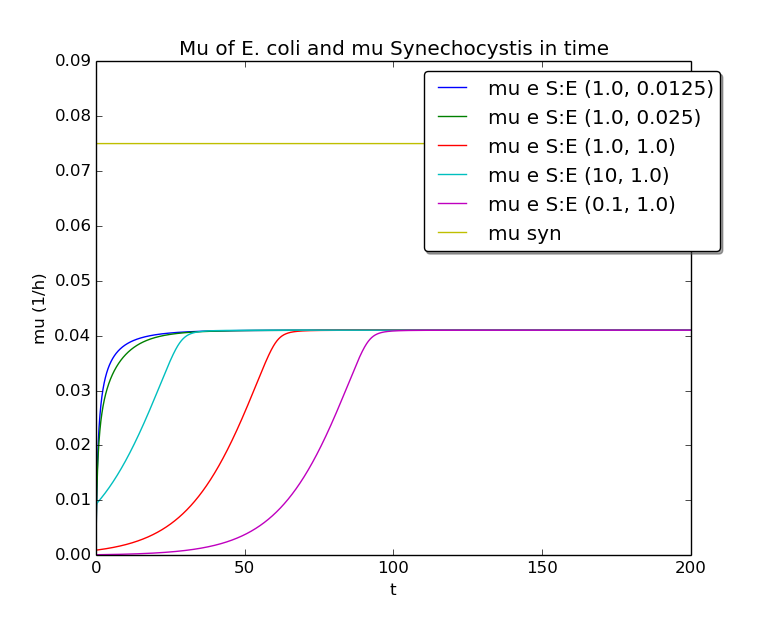 Mu of E. coli and mu Synechocystis in time
0.09
0.08
0.07
0.06
0.05
0.04
0.03
0.02
0.01
0.00
mu (1/h)
mu e S:E (1.0, 0.0125)
mu e S:E (1.0, 0.025)
mu e S:E (1.0, 1.0)
mu e S:E (10, 1.0)
mu e S:E (0.1, 1.0)
mu syn
0 50 100 150 200
t